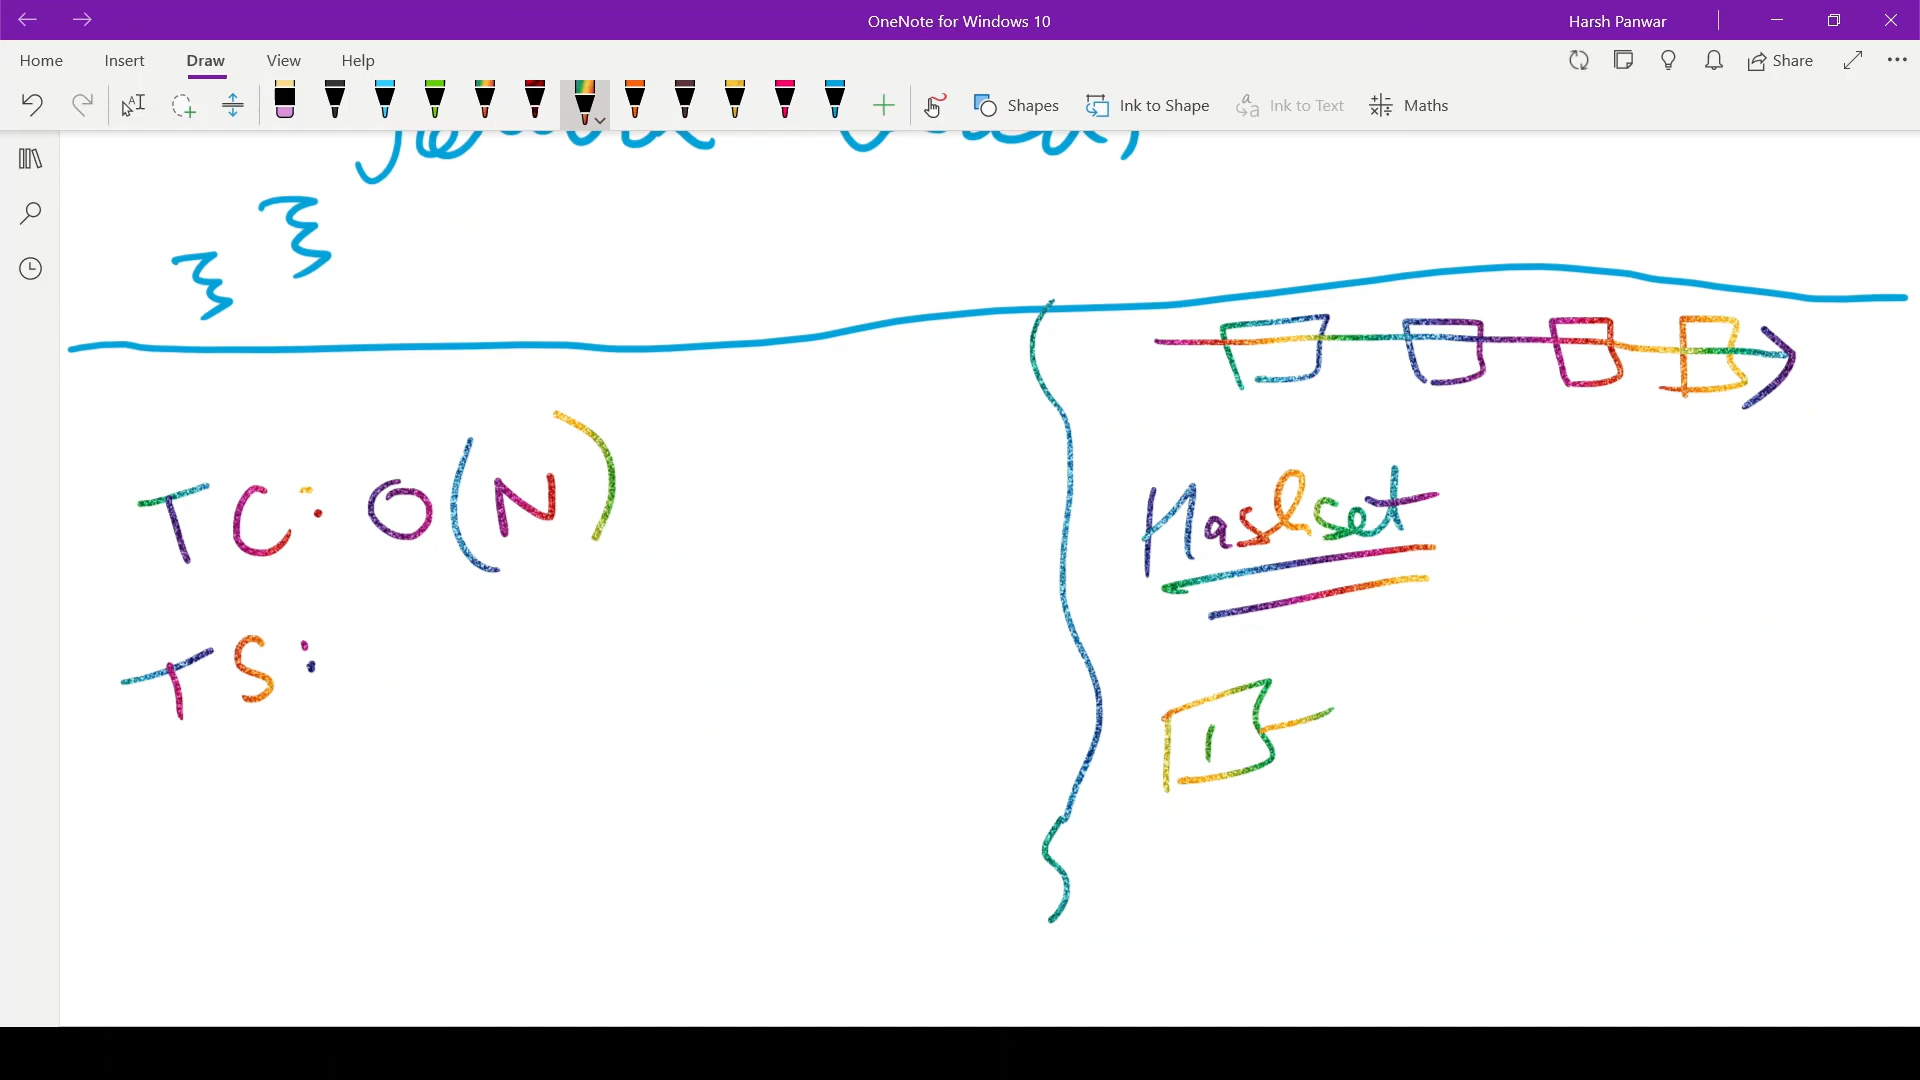 OneNote for Windows 10
Harsh Panwar
Home Insert Draw View Help
Share
Shapes Ink to Shape Ink to Text Maths
TC: O(N)
Hashset
TS:
1